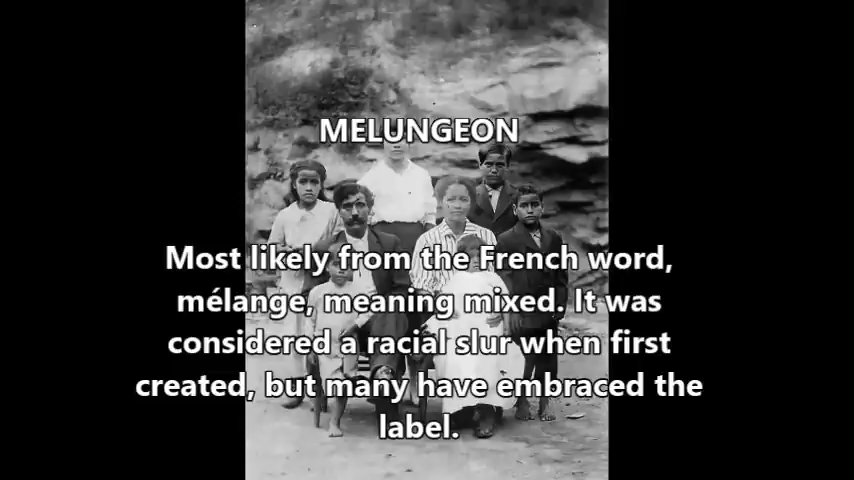 MELUNGEON
Most likely from the French word,
mélange, meaning mixed. It was
considered a racial slur when first
created, but many have embraced the
label.